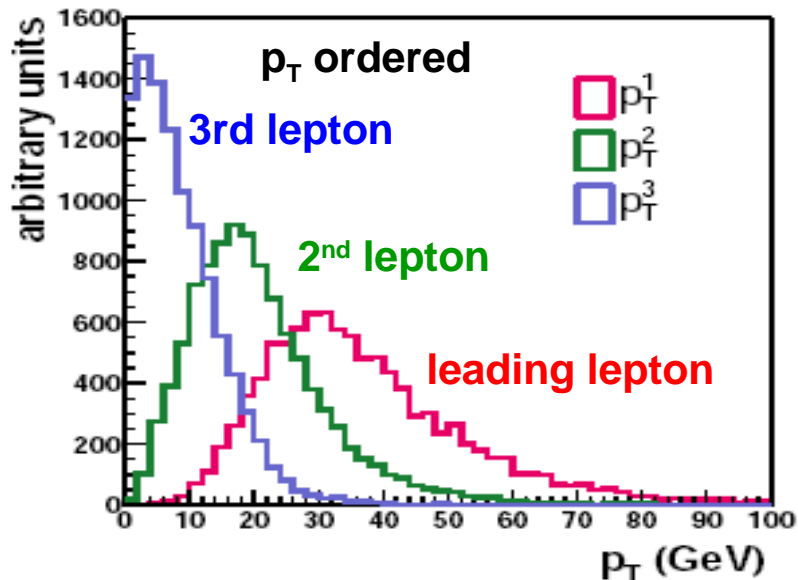 arbitrary units
1600
1400
1200
1000
800
600
400
200
0
p_T ordered
3rd lepton
2nd lepton
leading lepton
p_T^1
p_T^2
p_T^3
0 10 20 30 40 50 60 70 80 90 100
p_T (GeV)